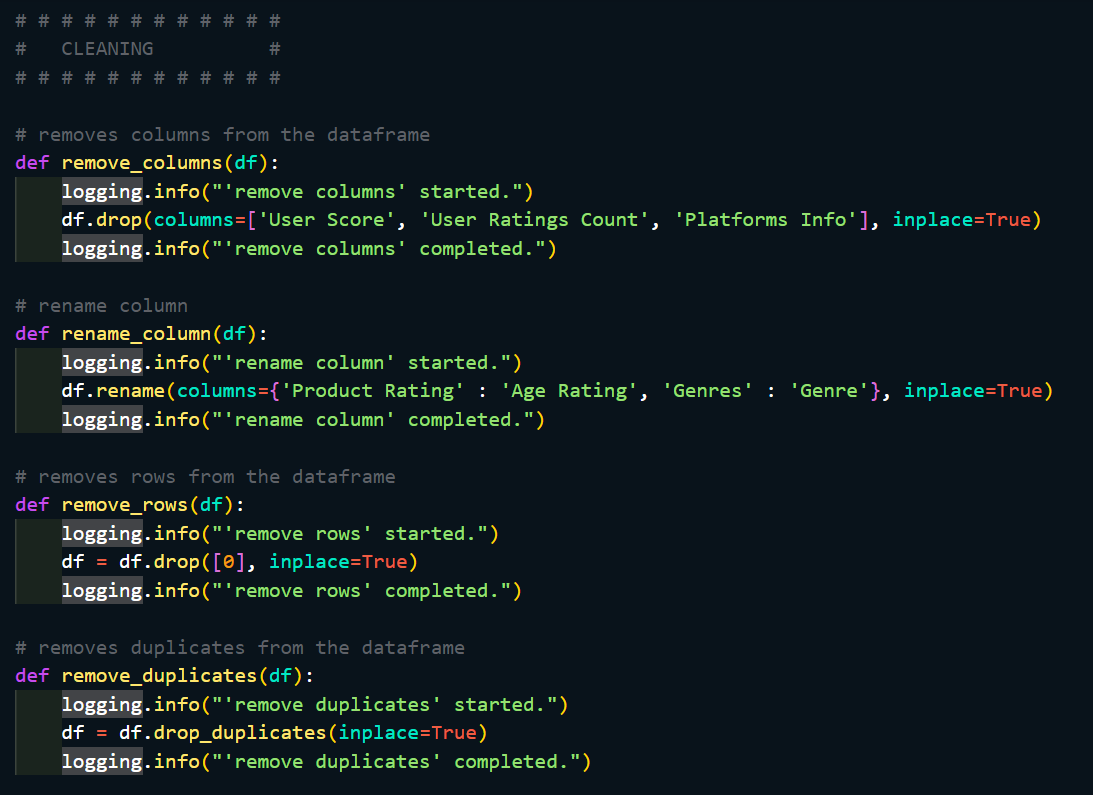 # # # # # # # # # # # #
#   CLEANING          #
# # # # # # # # # # # #

# removes columns from the dataframe
def remove_columns(df):
    logging.info("'remove columns' started.")
    df.drop(columns=['User Score', 'User Ratings Count', 'Platforms Info'], inplace=True)
    logging.info("'remove columns' completed.")

# rename column
def rename_column(df):
    logging.info("'rename column' started.")
    df.rename(columns={'Product Rating' : 'Age Rating', 'Genres' : 'Genre'}, inplace=True)
    logging.info("'rename column' completed.")

# removes rows from the dataframe
def remove_rows(df):
    logging.info("'remove rows' started.")
    df = df.drop([0], inplace=True)
    logging.info("'remove rows' completed.")

# removes duplicates from the dataframe
def remove_duplicates(df):
    logging.info("'remove duplicates' started.")
    df = df.drop_duplicates(inplace=True)
    logging.info("'remove duplicates' completed.")